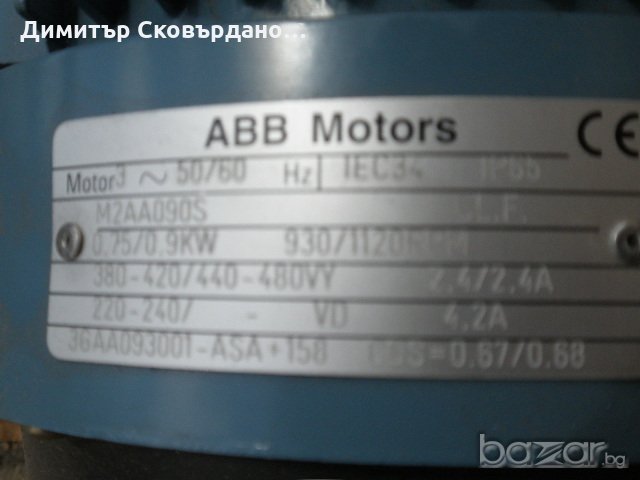 Димитър Сковърдано...
ABB Motors CE
Motor 3 ~ 50/60 Hz IEC34 IP55
M2AA090S CL.F.
0.75/0.9KW 930/1120RPM
380-420/440-480VY 2.4/2.4A
220-240/ - VD 4.2A
3GAA093001-ASA+158 COS=0.67/0.68
bazar.bg